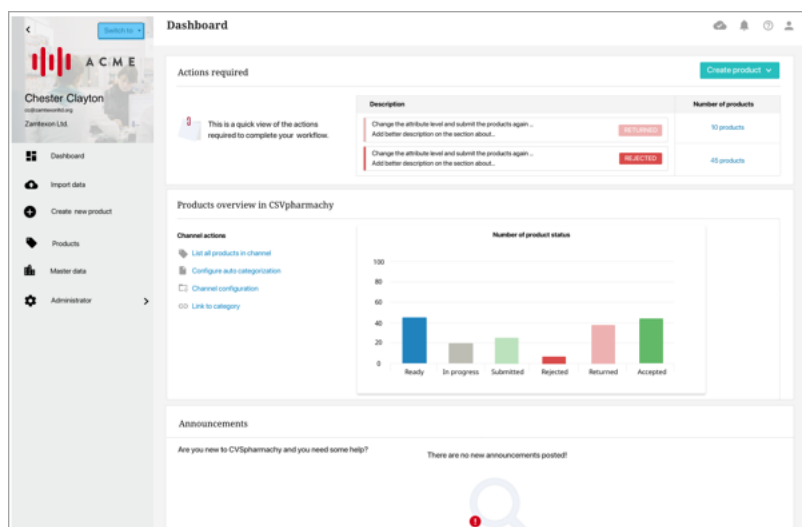 Switch to
Dashboard
ACME
Chester Clayton
cc@zamtexonltd.org
Zamtexon Ltd.
Dashboard
Import data
Create new product
Products
Master data
Administrator
Actions required
Create product
This is a quick view of the actions
required to complete your workflow.
Description
Number of products
Change the attribute level and submit the products again ...
Add better description on the section about..
RETURNED
10 products
Change the attribute level and submit the products again ...
Add better description on the section about..
REJECTED
45 products
Products overview in CSVpharmachy
Channel actions
List all products in channel
Configure auto categorization
Channel configuration
Link to category
Number of product status
100
80
60
40
20
0
Ready In progress Submitted Rejected Returned Accepted
Announcements
Are you new to CVSpharmachy and you need some help?
There are no new announcements posted!